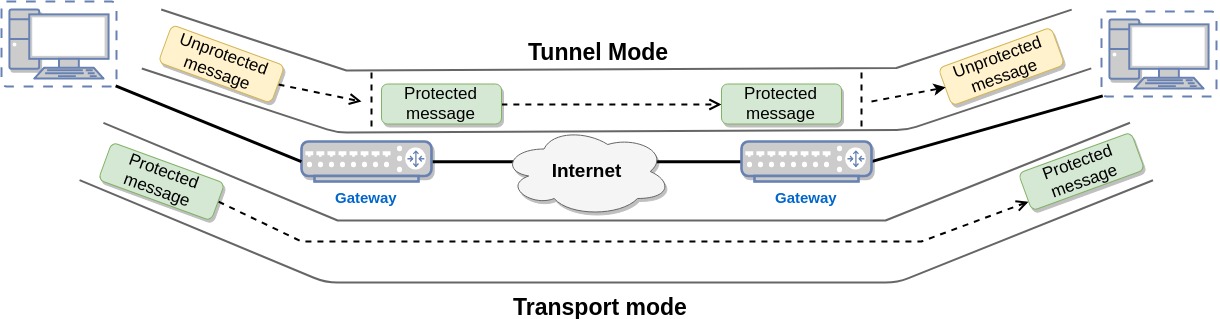 Tunnel Mode
Unprotected
message
Protected
message
Protected
message
Unprotected
message
Internet
Gateway
Gateway
Protected
message
Protected
message
Transport mode